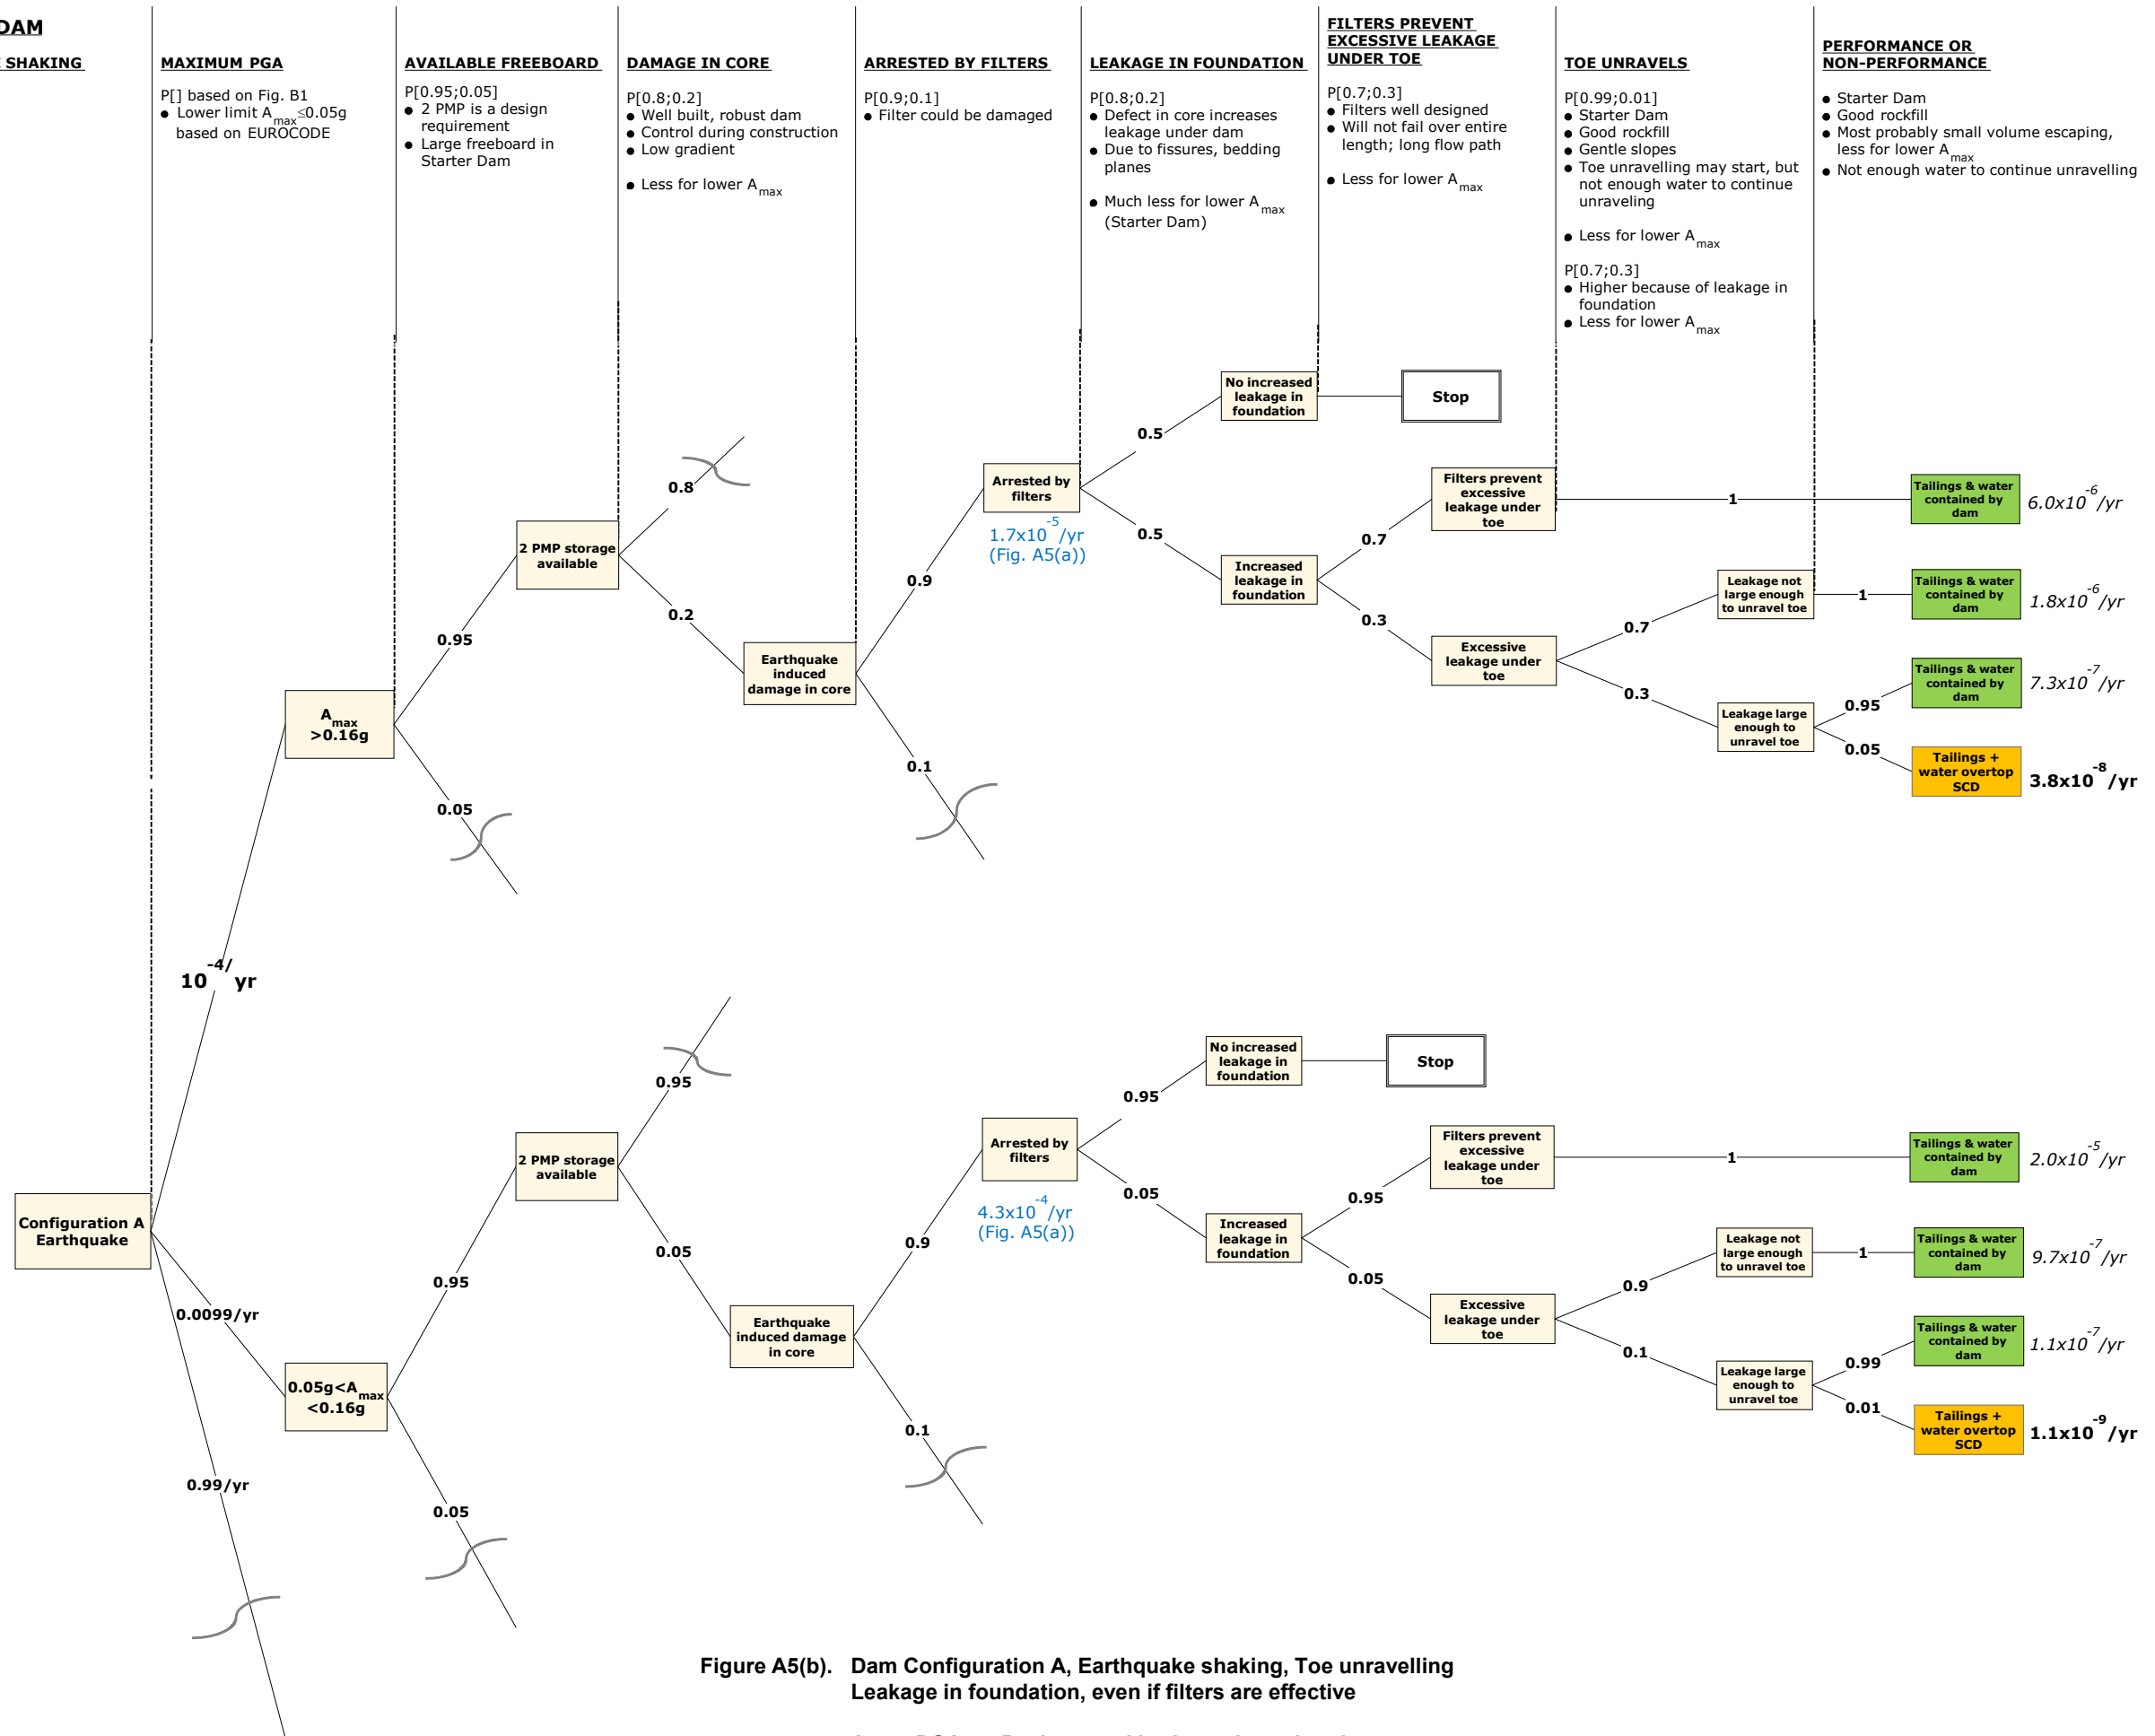 DAM
SHAKING
MAXIMUM PGA
P[] based on Fig. B1
● Lower limit Amax≤0.05g
based on EUROCODE
AVAILABLE FREEBOARD
P[0.95;0.05]
● 2 PMP is a design
requirement
● Large freeboard in
Starter Dam
DAMAGE IN CORE
P[0.8;0.2]
● Well built, robust dam
● Control during construction
● Low gradient
● Less for lower Amax
ARRESTED BY FILTERS
P[0.9;0.1]
● Filter could be damaged
LEAKAGE IN FOUNDATION
P[0.8;0.2]
● Defect in core increases
leakage under dam
● Due to fissures, bedding
planes
● Much less for lower Amax
(Starter Dam)
FILTERS PREVENT
EXCESSIVE LEAKAGE
UNDER TOE
P[0.7;0.3]
● Filters well designed
● Will not fail over entire
length; long flow path
● Less for lower Amax
TOE UNRAVELS
P[0.99;0.01]
● Starter Dam
● Good rockfill
● Gentle slopes
● Toe unravelling may start, but
not enough water to continue
unraveling
● Less for lower Amax
P[0.7;0.3]
● Higher because of leakage in
foundation
● Less for lower Amax
PERFORMANCE OR
NON-PERFORMANCE
● Starter Dam
● Good rockfill
● Most probably small volume escaping,
less for lower Amax
● Not enough water to continue unravelling
No increased
leakage in
foundation
Stop
0.5
0.8
Arrested by
filters
1.7x10-5/yr
(Fig. A5(a))
Filters prevent
excessive
leakage under
toe
1
Tailings & water
contained by
dam
6.0x10-6/yr
2 PMP storage
available
0.5
0.7
0.9
Increased
leakage in
foundation
Leakage not
large enough
to unravel toe
1
Tailings & water
contained by
dam
1.8x10-6/yr
0.2
0.3
0.7
0.95
Earthquake
induced
damage in core
Excessive
leakage under
toe
Tailings & water
contained by
dam
7.3x10-7/yr
0.3
0.95
Amax
>0.16g
Leakage large
enough to
unravel toe
0.05
Tailings +
water overtop
SCD
3.8x10-8/yr
0.1
0.05
10-4/yr
No increased
leakage in
foundation
Stop
0.95
0.95
2 PMP storage
available
Arrested by
filters
4.3x10-4/yr
(Fig. A5(a))
Filters prevent
excessive
leakage under
toe
1
Tailings & water
contained by
dam
2.0x10-5/yr
0.05
0.95
Configuration A
Earthquake
0.05
0.9
Increased
leakage in
foundation
Leakage not
large enough
to unravel toe
1
Tailings & water
contained by
dam
9.7x10-7/yr
0.95
0.05
0.9
0.0099/yr
Earthquake
induced damage
in core
Excessive
leakage under
toe
Tailings & water
contained by
dam
1.1x10-7/yr
0.1
0.99
0.05g<Amax
<0.16g
Leakage large
enough to
unravel toe
0.01
Tailings +
water overtop
SCD
1.1x10-9/yr
0.1
0.99/yr
0.05
Figure A5(b). Dam Configuration A, Earthquake shaking, Toe unravelling
Leakage in foundation, even if filters are effective